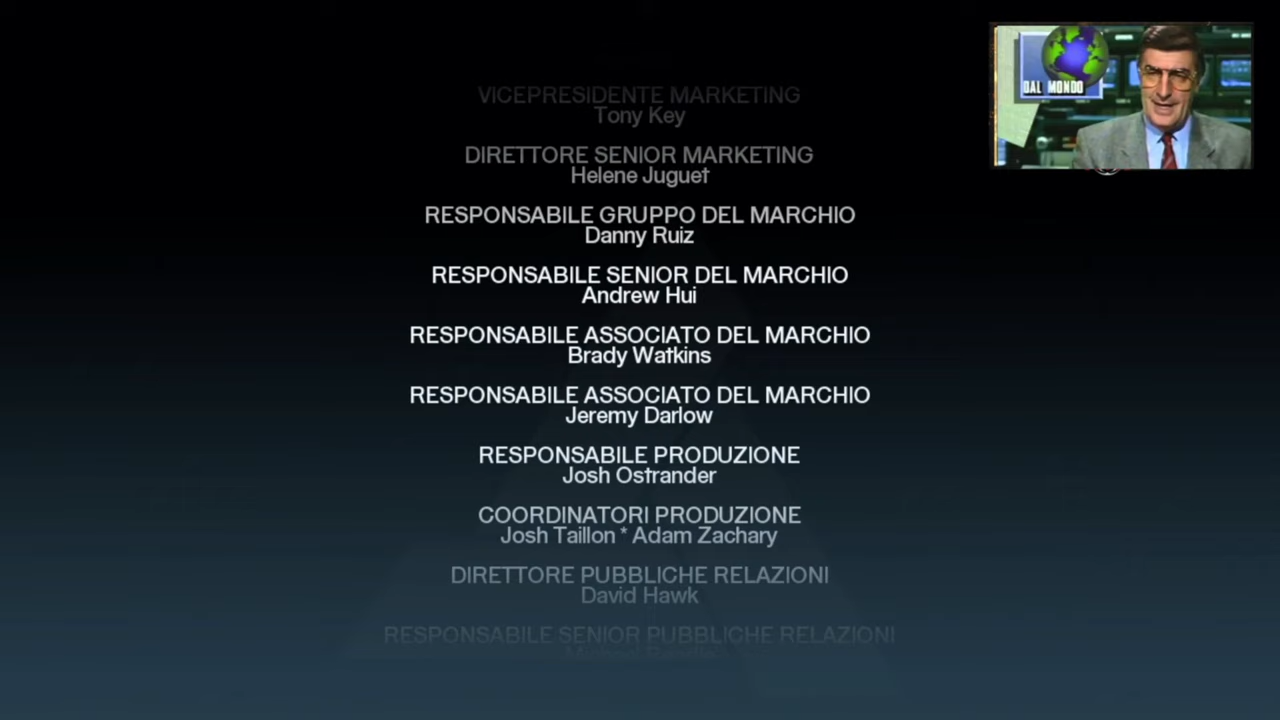 DAL MONDO
VICEPRESIDENTE MARKETING
Tony Key
DIRETTORE SENIOR MARKETING
Helene Juguet
RESPONSABILE GRUPPO DEL MARCHIO
Danny Ruiz
RESPONSABILE SENIOR DEL MARCHIO
Andrew Hui
RESPONSABILE ASSOCIATO DEL MARCHIO
Brady Watkins
RESPONSABILE ASSOCIATO DEL MARCHIO
Jeremy Darlow
RESPONSABILE PRODUZIONE
Josh Ostrander
COORDINATORI PRODUZIONE
Josh Taillon * Adam Zachary
DIRETTORE PUBBLICHE RELAZIONI
David Hawk
RESPONSABILE SENIOR PUBBLICHE RELAZIONI